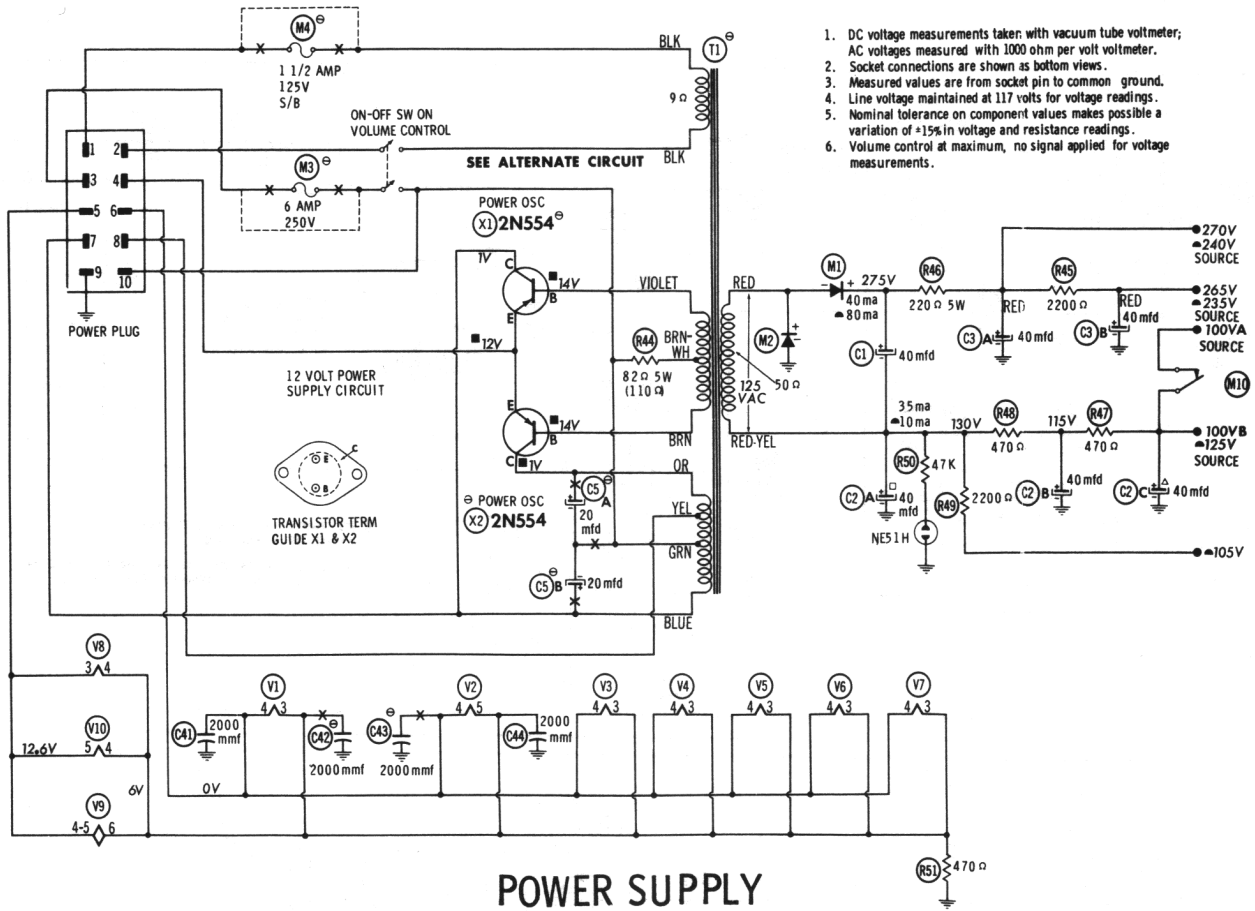 M4 ⊖
1 1/2 AMP
125V
S/B
BLK
T1 ⊖
9Ω
BLK
ON-OFF SW ON
VOLUME CONTROL
SEE ALTERNATE CIRCUIT
M3 ⊖
6 AMP
250V
1 2
3 4
5 6
7 8
9 10
POWER PLUG
1. DC voltage measurements taken with vacuum tube voltmeter;
AC voltages measured with 1000 ohm per volt voltmeter.
2. Socket connections are shown as bottom views.
3. Measured values are from socket pin to common ground.
4. Line voltage maintained at 117 volts for voltage readings.
5. Nominal tolerance on component values makes possible a
variation of ±15% in voltage and resistance readings.
6. Volume control at maximum, no signal applied for voltage
measurements.
POWER OSC
X1 2N554 ⊖
1V
C
■ 14V
B
E
■ 12V
VIOLET
R44
82Ω 5W
(110Ω)
BRN-
WH
E
■ 14V
B
C
■ 1V
BRN
OR
YEL
GRN
BLUE
12 VOLT POWER
SUPPLY CIRCUIT
E
B
C
TRANSISTOR TERM
GUIDE X1 & X2
⊖ POWER OSC
X2 2N554
C5 A ⊖
20
mfd
C5 B ⊖
20 mfd
RED
125
VAC
50Ω
RED-YEL
M1
- +
40 ma
80 ma
M2
+
-
275V
R46
220Ω 5W
R45
2200Ω
C1
40 mfd
RED
C3 A
40 mfd
RED
40 mfd
C3 B
270V
240V
SOURCE
265V
235V
SOURCE
100VA
SOURCE
M10
100VB
125V
SOURCE
105V
35 ma
10 ma
130V
R48
470Ω
115V
R47
470Ω
R50
47K
C2 A
40
mfd
R49
2200Ω
C2 B
40 mfd
C2 C
40 mfd
NE51H
V8
3 4
V10
5 4
12.6V
6V
V9
4-5 6
V1
4 3
C41
2000
mmf
C42 ⊖
2000 mmf
V2
4 5
C43 ⊖
2000 mmf
C44
2000
mmf
V3
4 3
V4
4 3
V5
4 3
V6
4 3
V7
4 3
0V
R51
470Ω
POWER SUPPLY